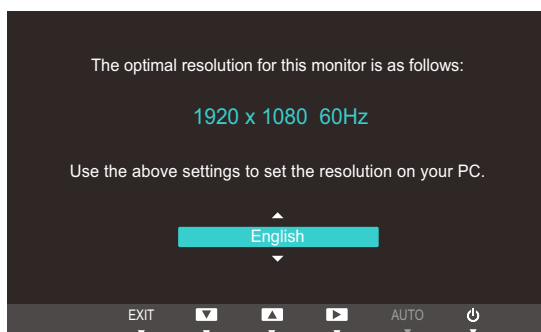 The optimal resolution for this monitor is as follows:
1920 x 1080 60Hz
Use the above settings to set the resolution on your PC.
English
EXIT AUTO